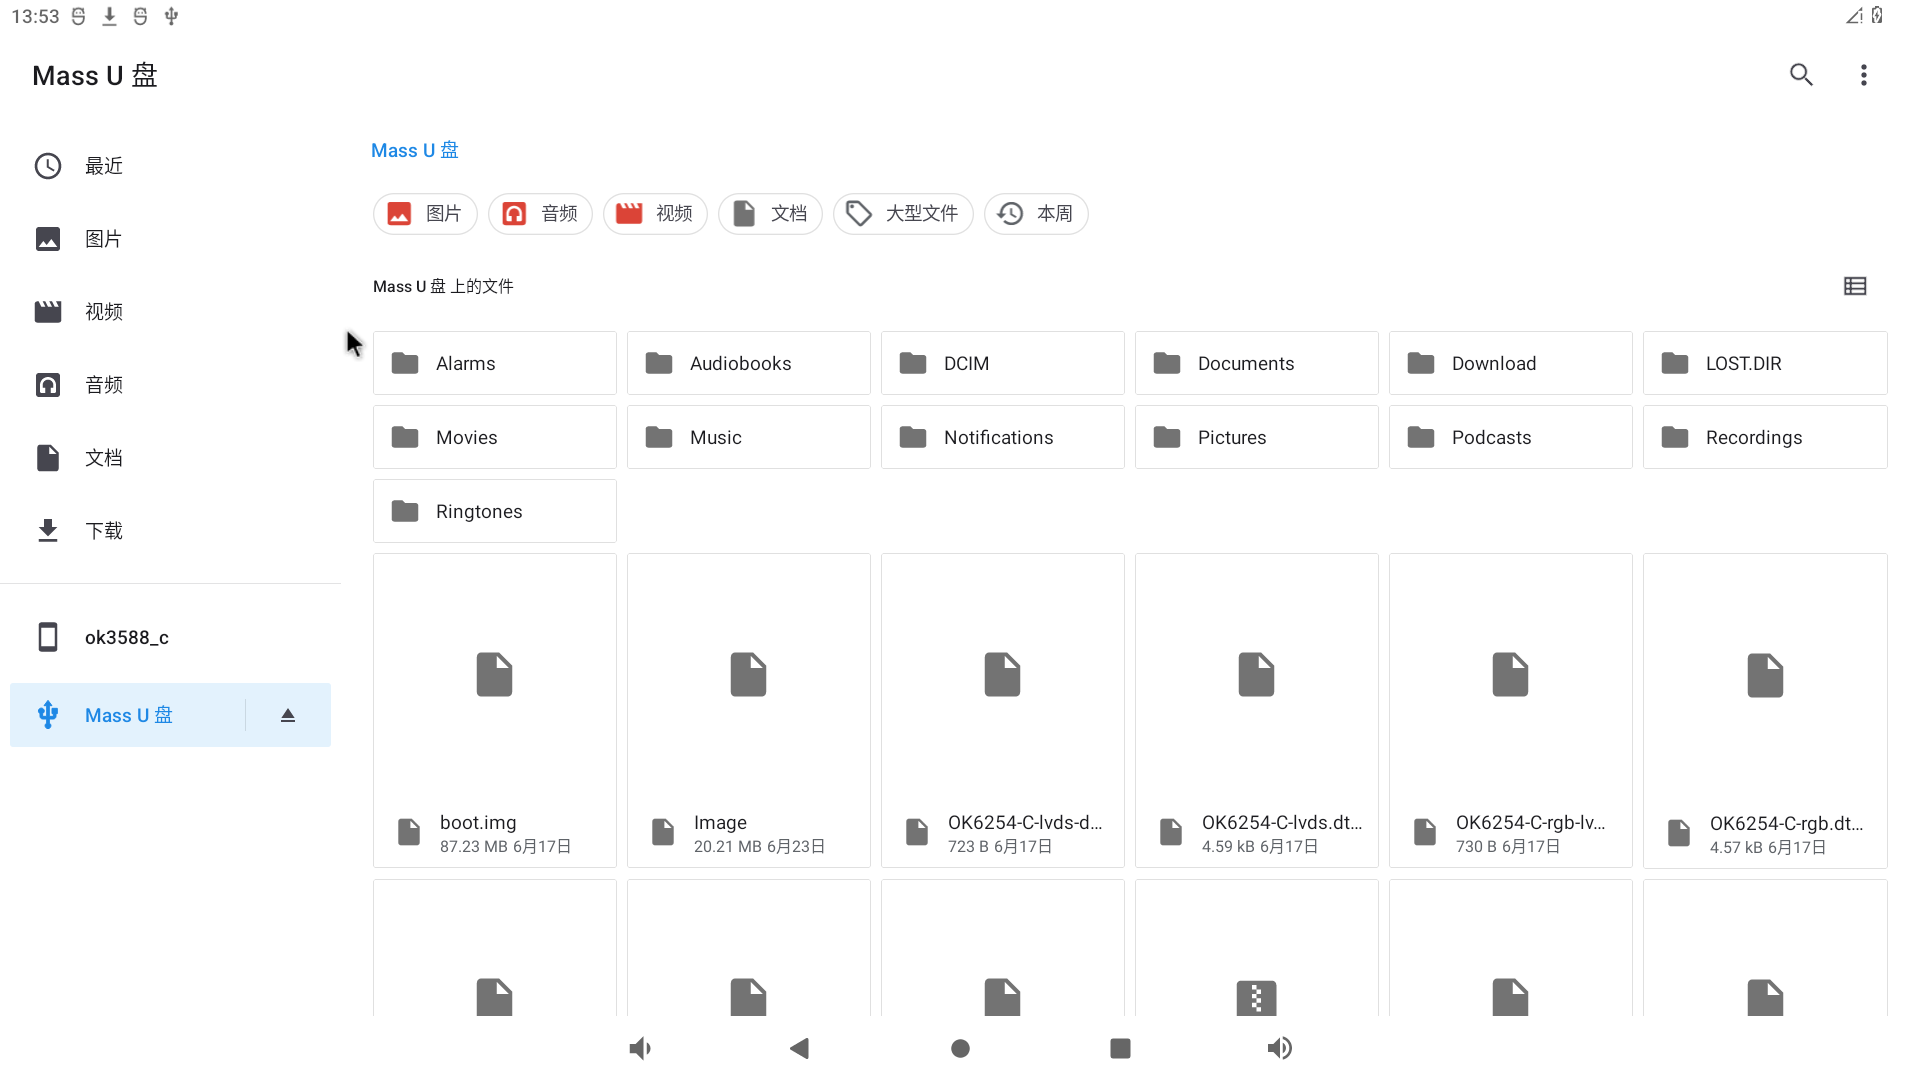 13:53
Mass U 盘
最近
图片
视频
音频
文档
下载
ok3588_c
Mass U 盘
Mass U 盘
图片 音频 视频 文档 大型文件 本周
Mass U 盘 上的文件
Alarms Audiobooks DCIM Documents Download LOST.DIR
Movies Music Notifications Pictures Podcasts Recordings
Ringtones
boot.img Image OK6254-C-lvds-d... OK6254-C-lvds.dt... OK6254-C-rgb-lv... OK6254-C-rgb.dt...
87.23 MB 6月17日 20.21 MB 6月23日 723 B 6月17日 4.59 kB 6月17日 730 B 6月17日 4.57 kB 6月17日